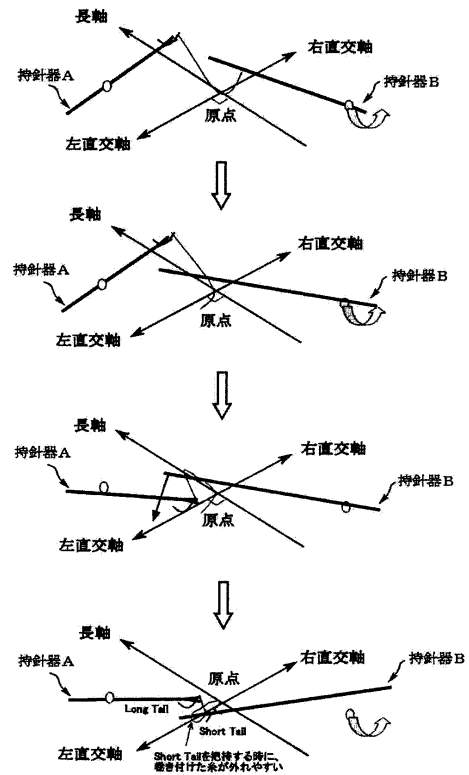 長軸
右直交軸
持針器A
持針器B
原点
左直交軸
長軸
右直交軸
持針器A
持針器B
原点
左直交軸
長軸
右直交軸
持針器A
持針器B
原点
左直交軸
長軸
右直交軸
持針器A
持針器B
原点
Long Tail
Short Tail
左直交軸
Short Tailを把持する時に、
巻き付けた糸が外れやすい